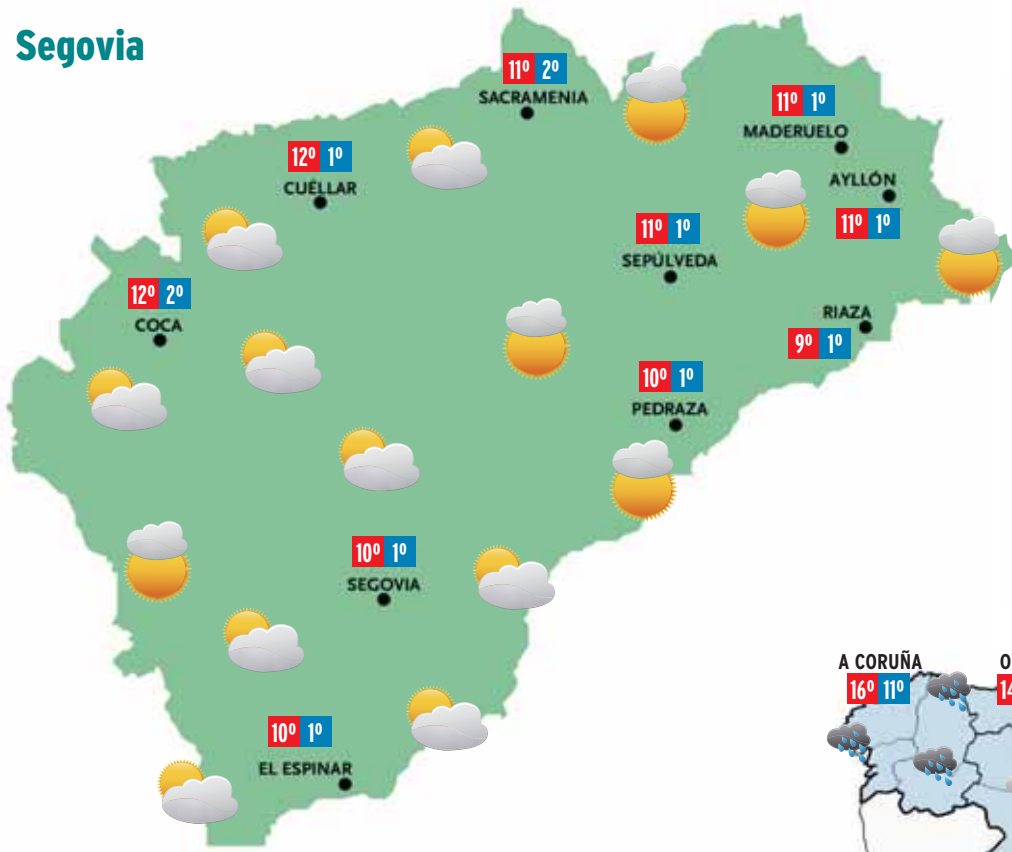 Segovia
11º 2º
SACRAMENIA
11º 1º
MADERUELO
12º 1º
CUÉLLAR
AYLLÓN
11º 1º
11º 1º
SEPÚLVEDA
12º 2º
COCA
RIAZA
9º 1º
10º 1º
PEDRAZA
10º 1º
SEGOVIA
A CORUÑA
16º 11º
O
14
10º 1º
EL ESPINAR